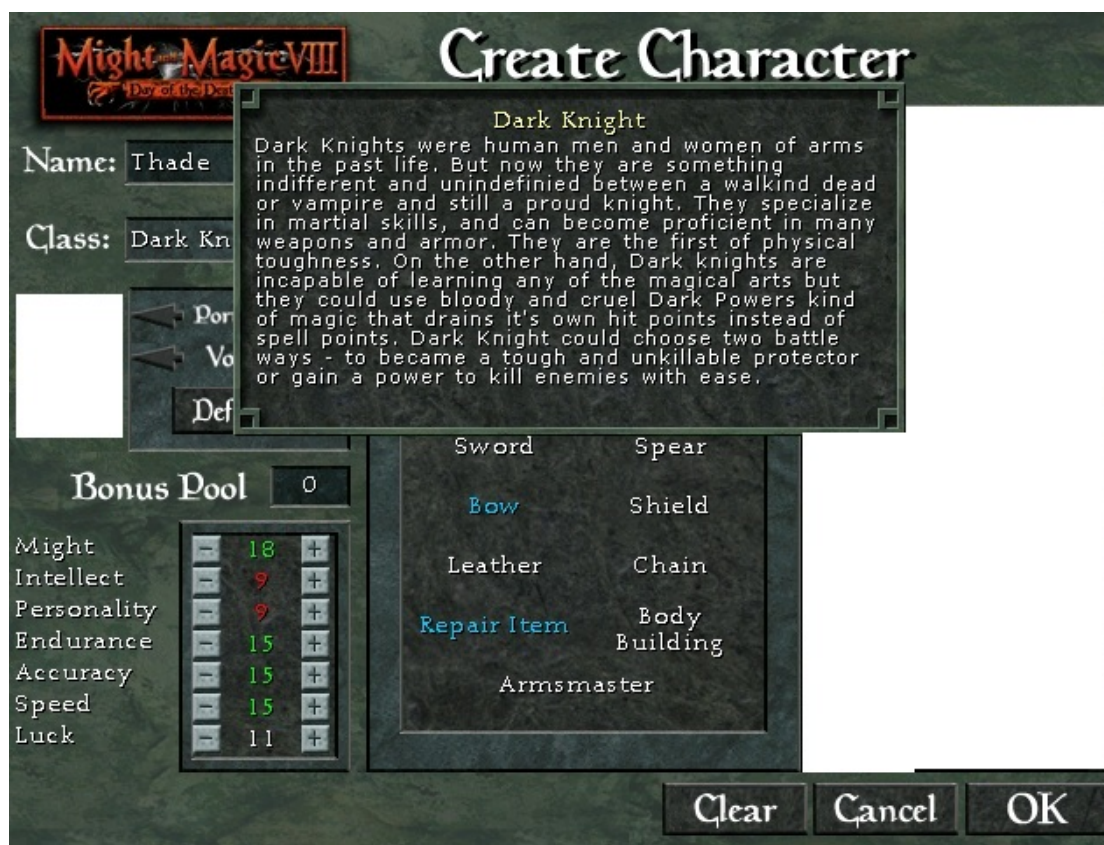 Might and Magic VIII
Day of the Dest
Create Character
Dark Knight
Dark Knights were human men and women of arms
in the past life. But now they are something
indifferent and unindefinied between a walkind dead
or vampire and still a proud knight. They specialize
in martial skills, and can become proficient in many
weapons and armor. They are the first of physical
toughness. On the other hand, Dark knights are
incapable of learning any of the magical arts but
they could use bloody and cruel Dark Powers kind
of magic that drains it's own hit points instead of
spell points. Dark Knight could choose two battle
ways - to became a tough and unkillable protector
or gain a power to kill enemies with ease.
Name: Thade
Class: Dark Kn
Por
Vo
Def
Bonus Pool 0
Might - 18 +
Intellect - 9 +
Personality - 9 +
Endurance - 15 +
Accuracy - 15 +
Speed - 15 +
Luck - 11 +
Sword Spear
Bow Shield
Leather Chain
Repair Item Body
Building
Armsmaster
Clear Cancel OK